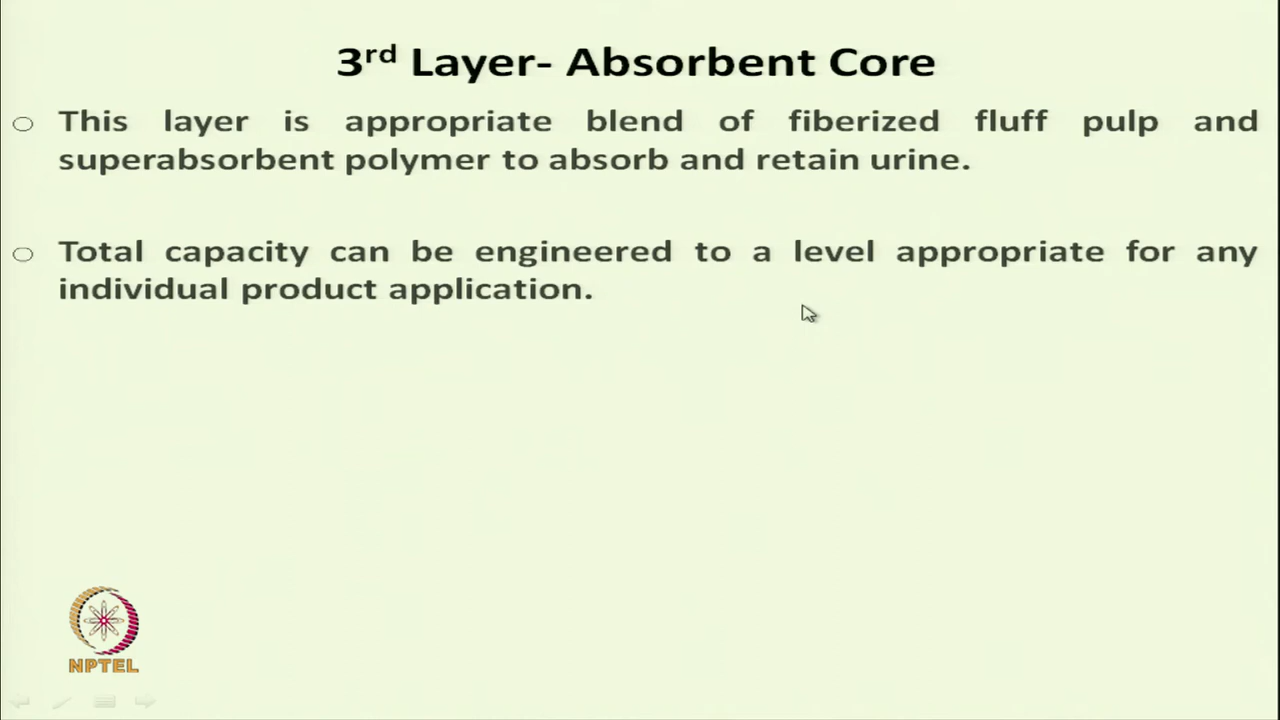 3rd Layer- Absorbent Core
This layer is appropriate blend of fiberized fluff pulp and
superabsorbent polymer to absorb and retain urine.
Total capacity can be engineered to a level appropriate for any
individual product application.
NPTEL